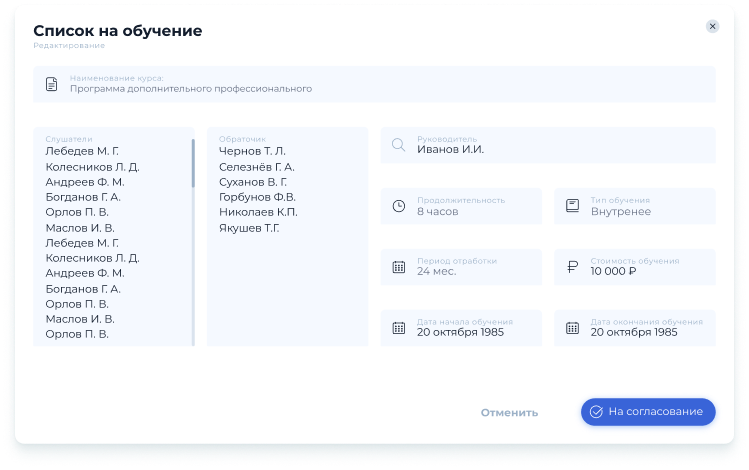 Список на обучение
Редактирование
Наименование курса:
Программа дополнительного профессионального
Слушатели
Лебедев М. Г.
Колесников Л. Д.
Андреев Ф. М.
Богданов Г. А.
Орлов П. В.
Маслов И. В.
Лебедев М. Г.
Колесников Л. Д.
Андреев Ф. М.
Богданов Г. А.
Орлов П. В.
Маслов И. В.
Орлов П. В.
Обраточик
Чернов Т. Л.
Селезнёв Г. А.
Суханов В. Г.
Горбунов Ф.В.
Николаев К.П.
Якушев Т.Г.
Руководитель
Иванов И.И.
Продолжительность
8 часов
Тип обучения
Внутренее
Период отработки
24 мес.
Стоимость обучения
10 000 ₽
Дата начала обучения
20 октября 1985
Дата окончания обучения
20 октября 1985
Отменить
На согласование